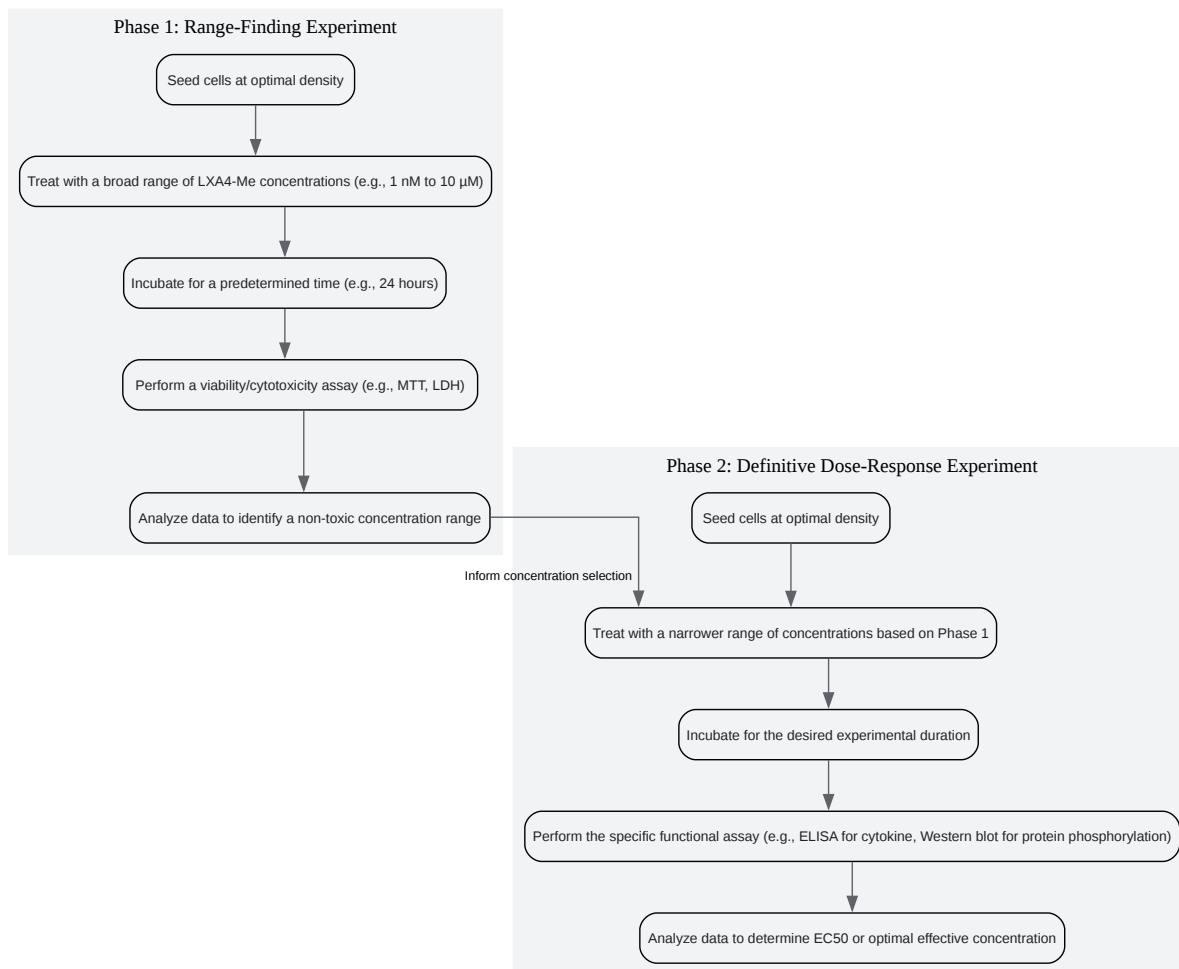 Phase 1: Range-Finding Experiment
Seed cells at optimal density
Treat with a broad range of LXA4-Me concentrations (e.g., 1 nM to 10 µM)
Incubate for a predetermined time (e.g., 24 hours)
Perform a viability/cytotoxicity assay (e.g., MTT, LDH)
Analyze data to identify a non-toxic concentration range
Inform concentration selection
Phase 2: Definitive Dose-Response Experiment
Seed cells at optimal density
Treat with a narrower range of concentrations based on Phase 1
Incubate for the desired experimental duration
Perform the specific functional assay (e.g., ELISA for cytokine, Western blot for protein phosphorylation)
Analyze data to determine EC50 or optimal effective concentration